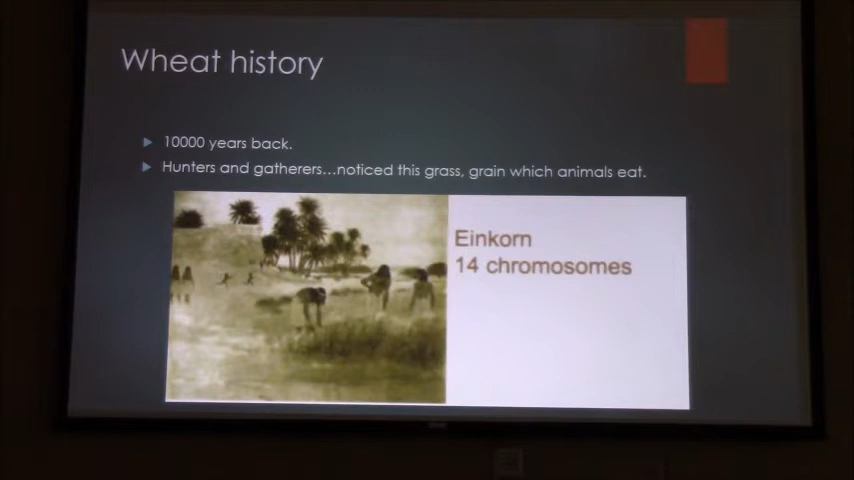 Wheat history
10000 years back.
Hunters and gatherers...noticed this grass, grain which animals eat.
Einkorn
14 chromosomes